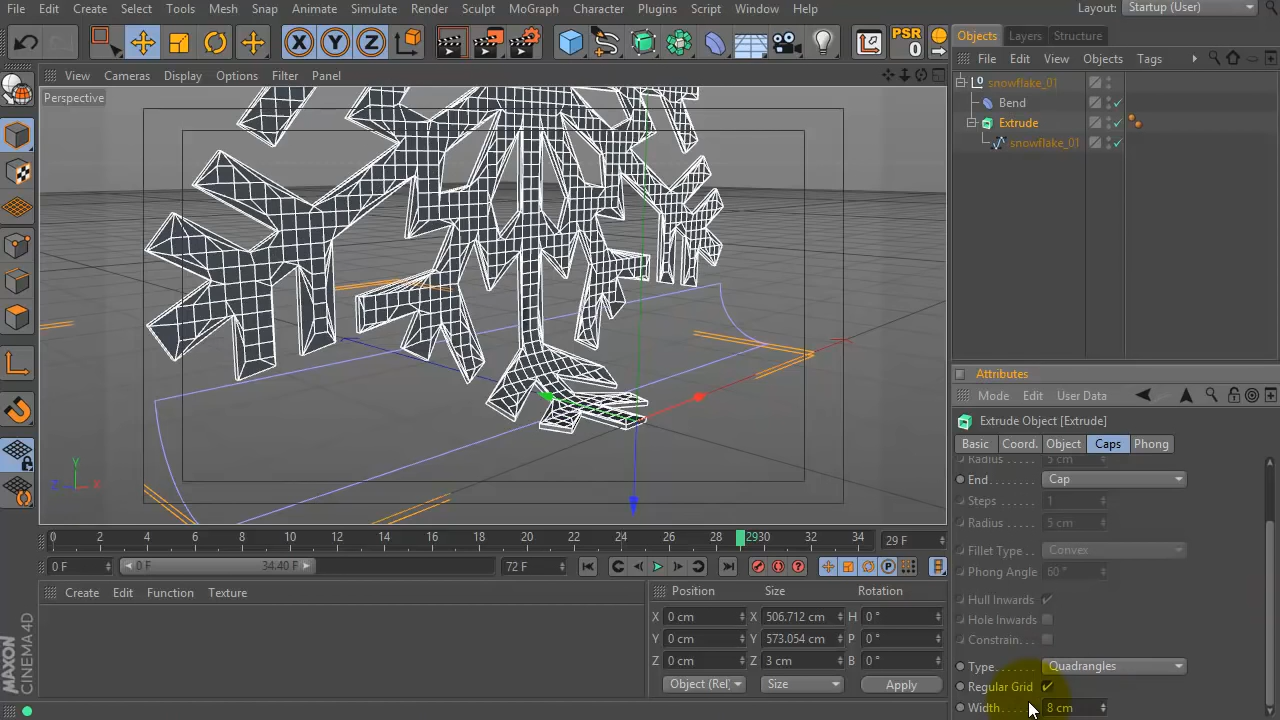 File Edit Create Select Tools Mesh Snap Animate Simulate Render Sculpt MoGraph Character Plugins Script Window Help Layout: Startup (User)
X Y Z PSR 0
Objects Layers Structure
View Cameras Display Options Filter Panel
File Edit View Objects Tags
Perspective
snowflake_01
Bend
Extrude
snowflake_01
Attributes
Mode Edit User Data
Extrude Object [Extrude]
Basic Coord. Object Caps Phong
Radius..... 5 cm
End....... Cap
Steps..... 1
Radius..... 5 cm
Fillet Type.... Convex
Phong Angle 60 °
Hull Inwards
Hole Inwards
Constrain...
Type...... Quadrangles
Regular Grid
Width..... 8 cm
Y
Z X
0 2 4 6 8 10 12 14 16 18 20 22 24 26 28 2930 32 34 29 F
0 F 0 F 34.40 F 72 F P
Create Edit Function Texture
Position Size Rotation
X 0 cm X 506.712 cm H 0 °
Y 0 cm Y 573.054 cm P 0 °
Z 0 cm Z 3 cm B 0 °
Object (Rel) Size Apply
MAXON
CINEMA 4D